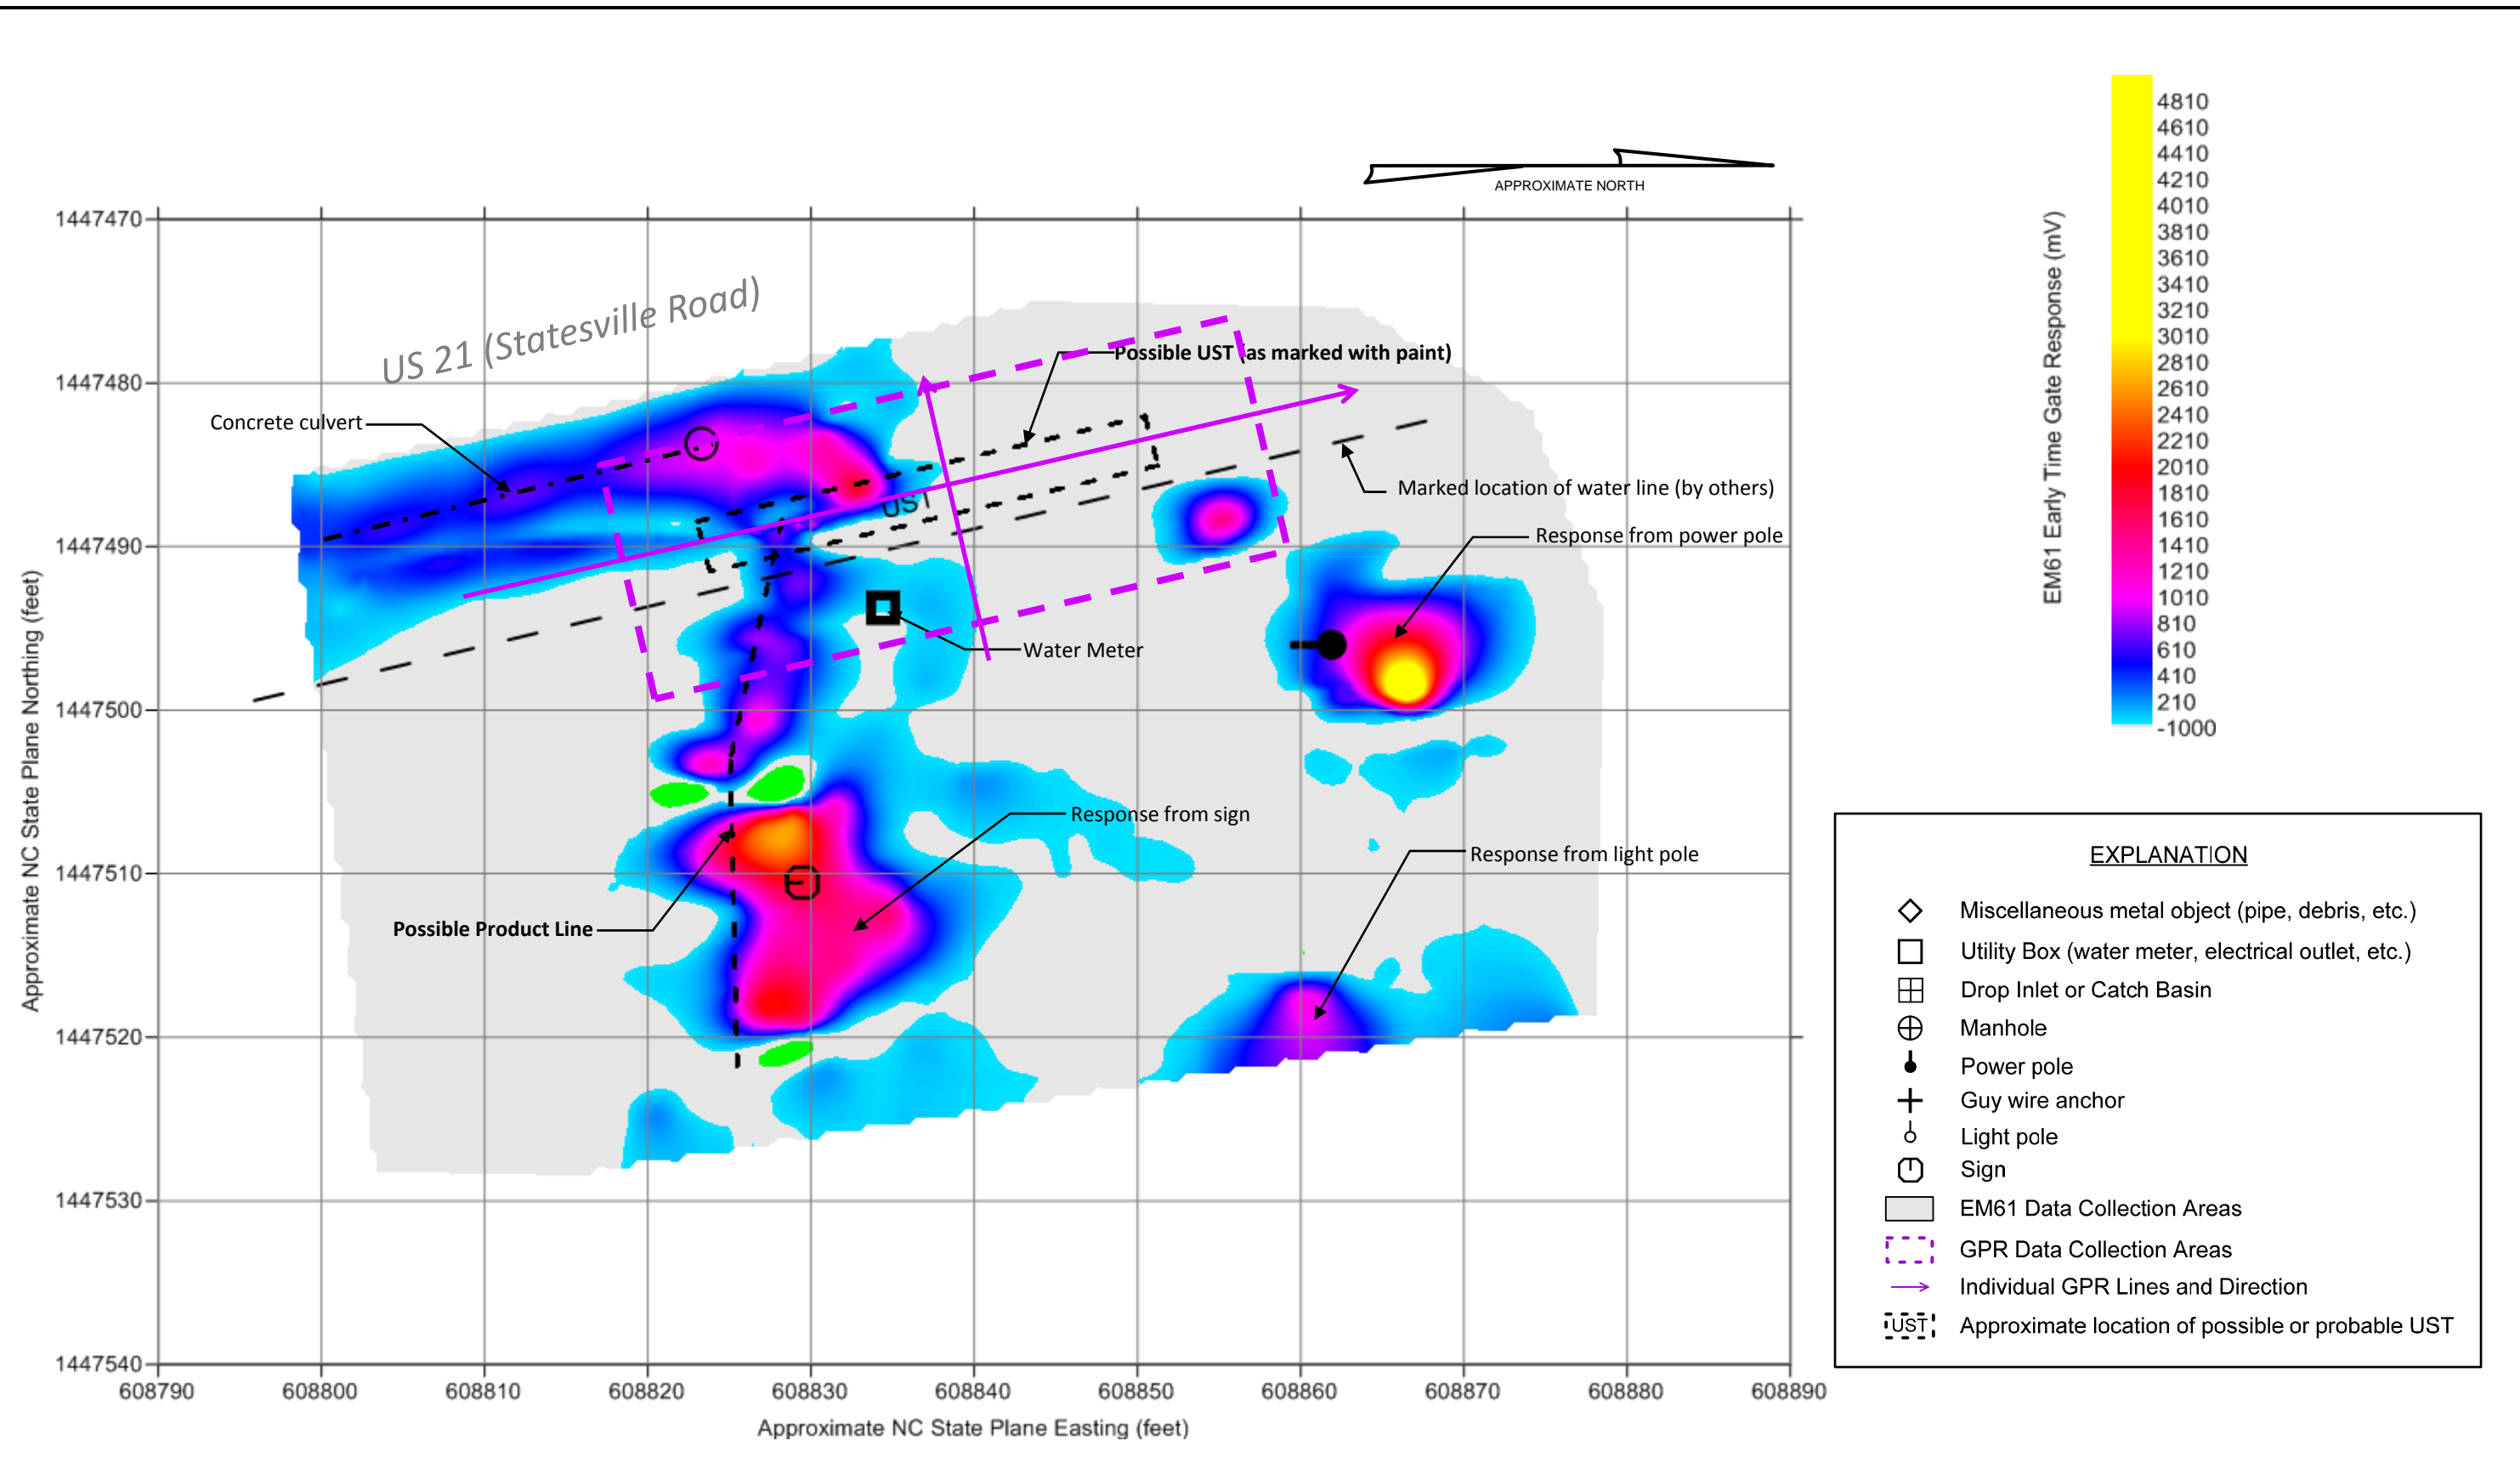 4810
4610
4410
4210
4010
3810
3610
3410
3210
3010
2810
2610
2410
2210
2010
1810
1610
1410
1210
1010
810
610
410
210
-1000
EM61 Early Time Gate Response (mV)
APPROXIMATE NORTH
1447470
1447480
1447490
1447500
1447510
1447520
1447530
1447540
Approximate NC State Plane Northing (feet)
US 21 (Statesville Road)
Possible UST (as marked with paint)
Concrete culvert
Marked location of water line (by others)
UST
Response from power pole
Water Meter
Response from sign
Response from light pole
Possible Product Line
608790
608800
608810
608820
608830
608840
608850
608860
608870
608880
608890
Approximate NC State Plane Easting (feet)
EXPLANATION
Miscellaneous metal object (pipe, debris, etc.)
Utility Box (water meter, electrical outlet, etc.)
Drop Inlet or Catch Basin
Manhole
Power pole
Guy wire anchor
Light pole
Sign
EM61 Data Collection Areas
GPR Data Collection Areas
Individual GPR Lines and Direction
UST Approximate location of possible or probable UST